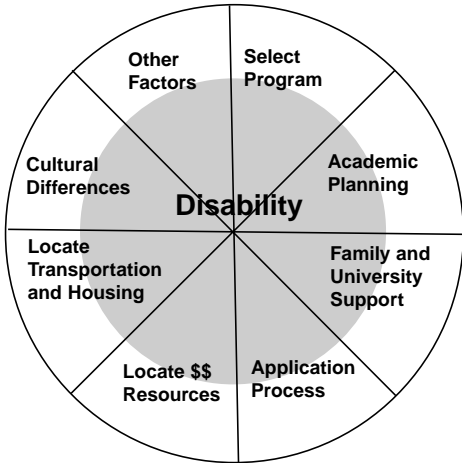 Other
Factors
Select
Program
Cultural
Differences
Academic
Planning
Disability
Locate
Transportation
and Housing
Family and
University
Support
Locate $$
Resources
Application
Process